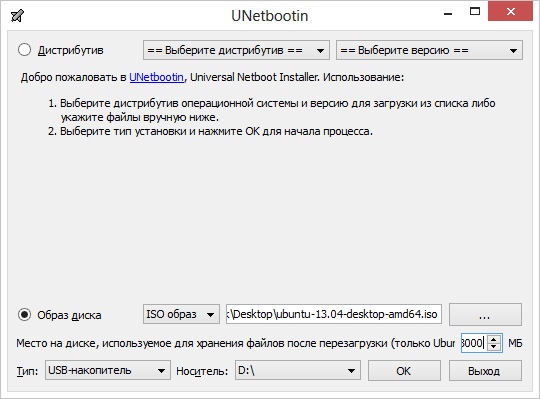 UNetbootin
Дистрибутив == Выберите дистрибутив == == Выберите версию ==
Добро пожаловать в UNetbootin, Universal Netboot Installer. Использование:
1. Выберите дистрибутив операционной системы и версию для загрузки из списка либо
укажите файлы вручную ниже.
2. Выберите тип установки и нажмите OK для начала процесса.
Образ диска ISO образ \Desktop\ubuntu-13.04-desktop-amd64.iso ...
Место на диске, используемое для хранения файлов после перезагрузки (только Ubun 000 МБ
Тип: USB-накопитель Носитель: D:\ OK Выход